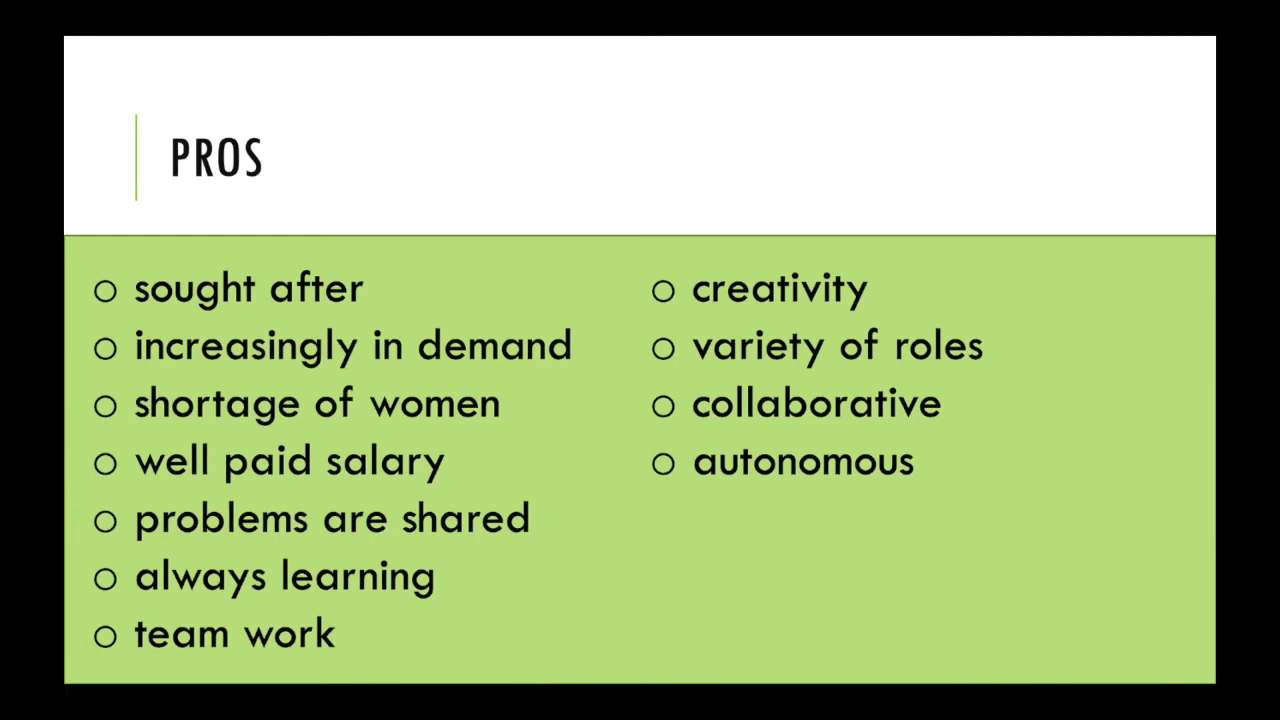 PROS
sought after
increasingly in demand
shortage of women
well paid salary
problems are shared
always learning
team work
creativity
variety of roles
collaborative
autonomous